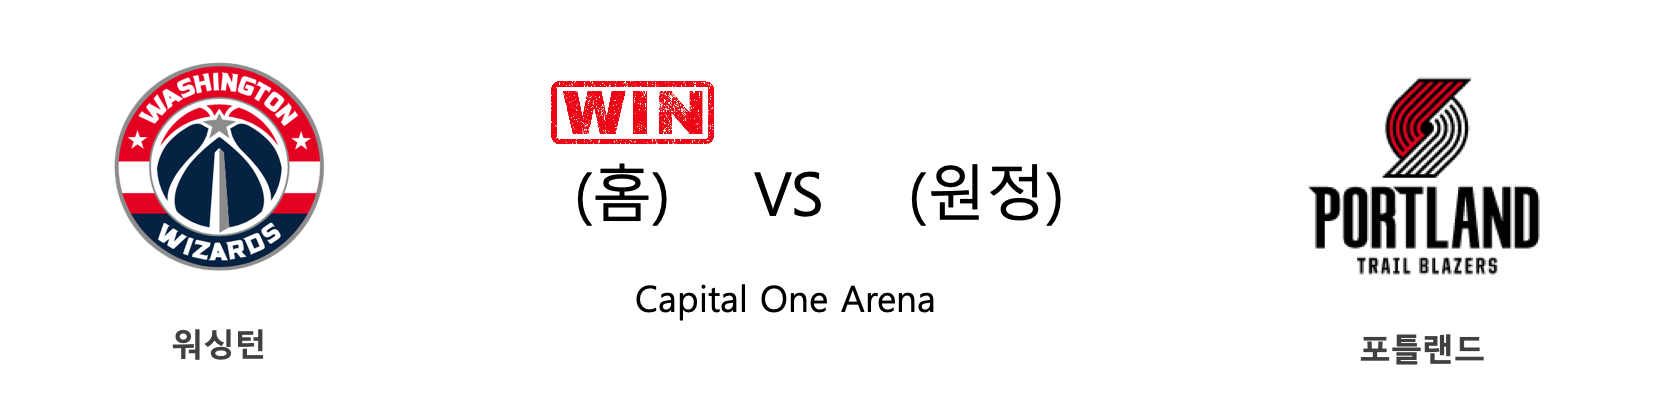 WASHINGTON
WIZARDS
워싱턴
WIN
(홈) VS (원정)
Capital One Arena
PORTLAND
TRAIL BLAZERS
포틀랜드